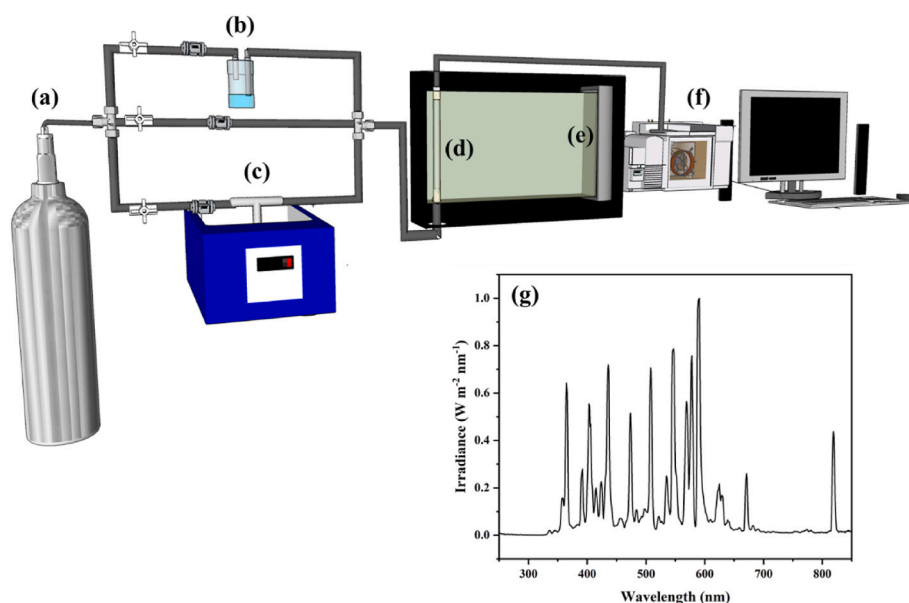 (a)
(b)
(c)
(d)
(e)
(f)
(g)
Irradiance (W m⁻² nm⁻¹)
1.0
0.8
0.6
0.4
0.2
0.0
300 400 500 600 700 800
Wavelength (nm)